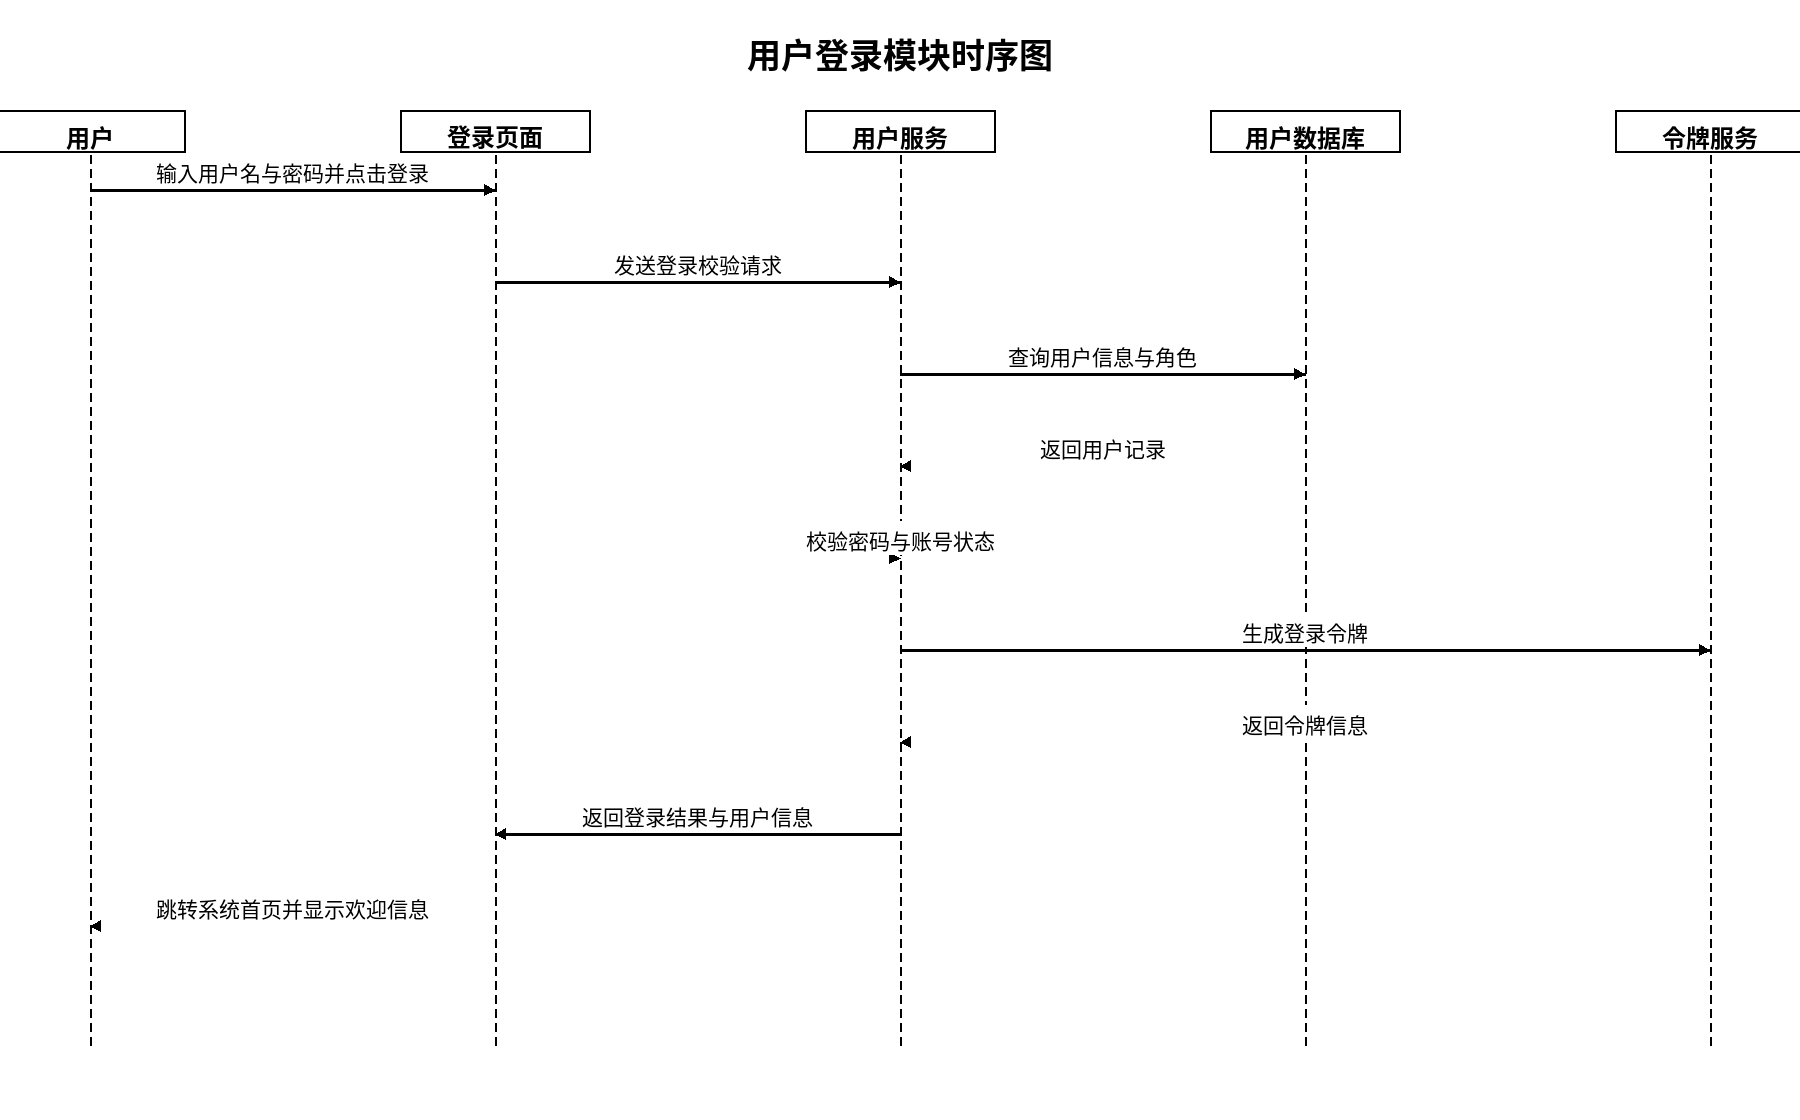 用户登录模块时序图
用户
登录页面
用户服务
用户数据库
令牌服务
输入用户名与密码并点击登录
发送登录校验请求
查询用户信息与角色
返回用户记录
校验密码与账号状态
生成登录令牌
返回令牌信息
返回登录结果与用户信息
跳转系统首页并显示欢迎信息